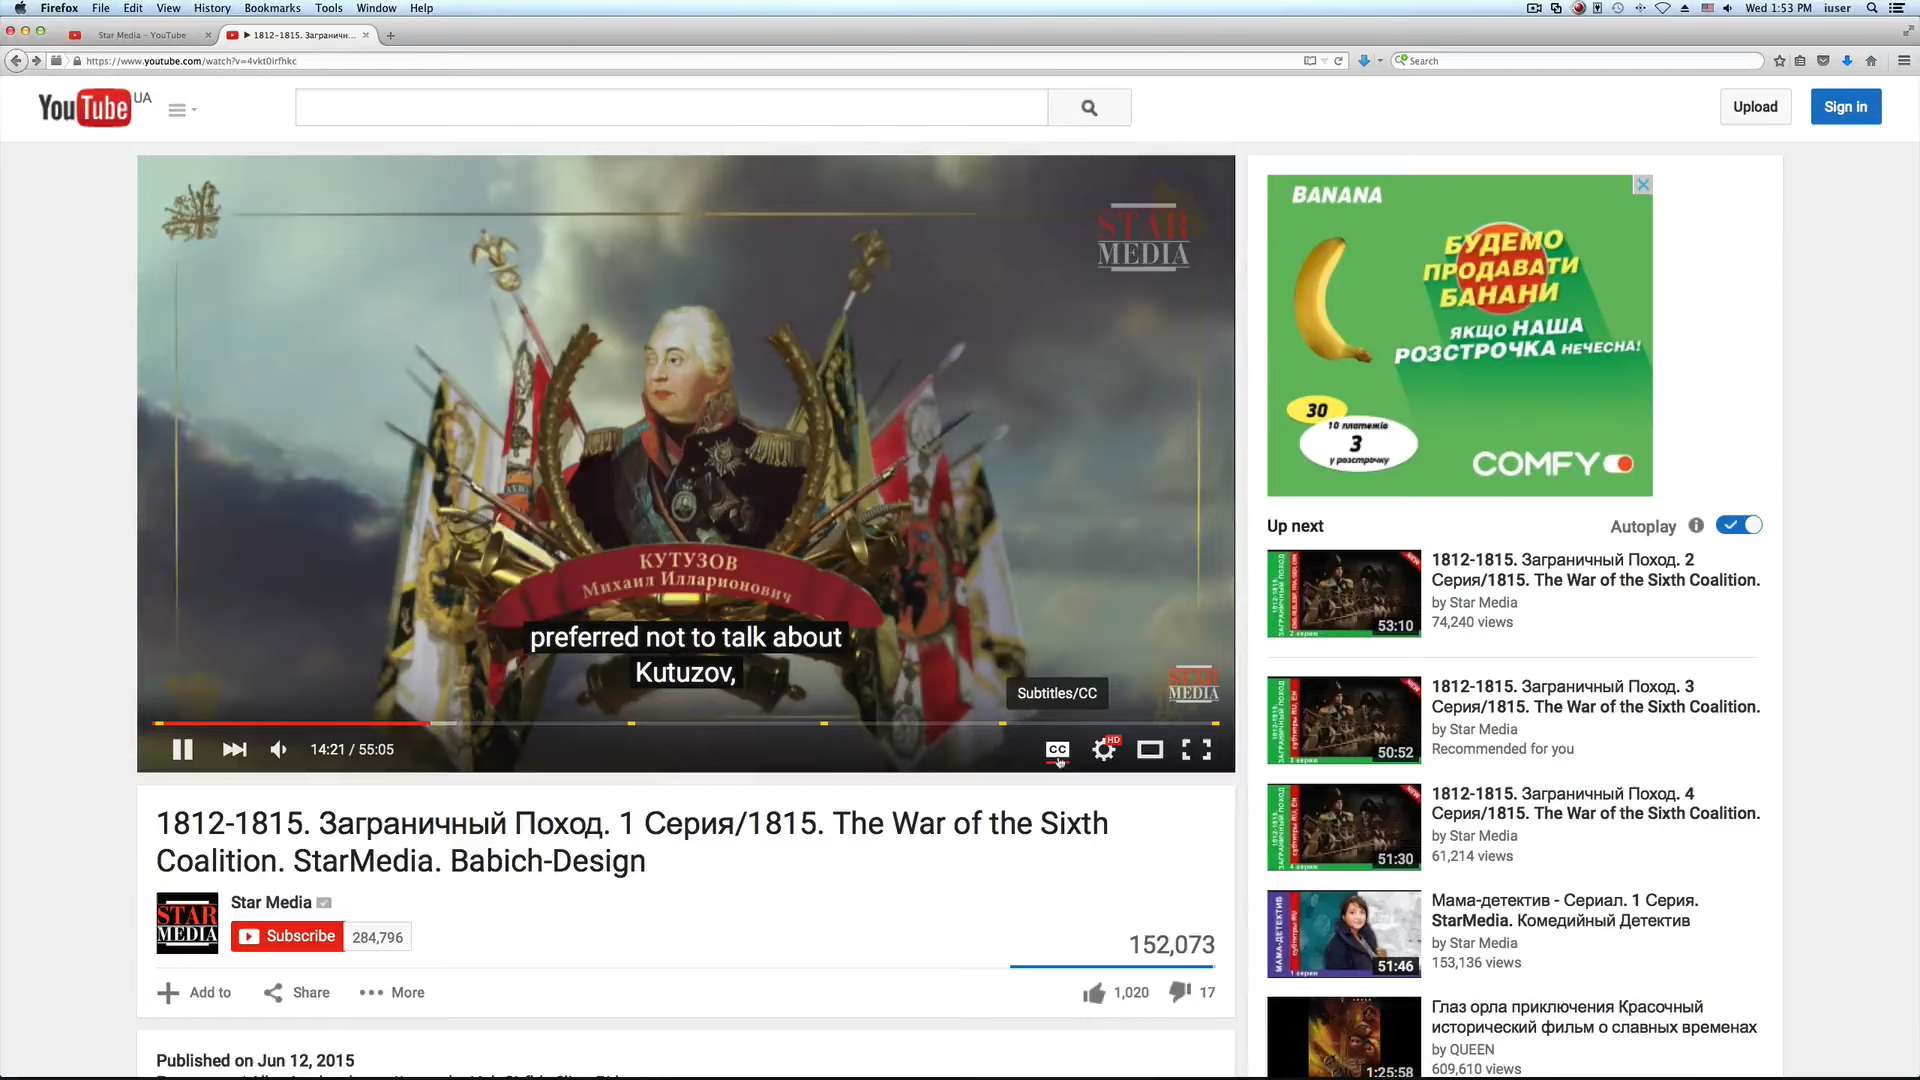 Firefox File Edit View History Bookmarks Tools Window Help
Wed 1:53 PM iuser
Star Media - YouTube
1812-1815. Заграничн...
https://www.youtube.com/watch?v=4vkt0irfhkc
Search
YouTube UA
Upload
Sign in
STAR
MEDIA
КУТУЗОВ
Михаил Илларионович
preferred not to talk about
Kutuzov,
STAR
MEDIA
Subtitles/CC
14:21 / 55:05
CC
HD
1812-1815. Заграничный Поход. 1 Серия/1815. The War of the Sixth
Coalition. StarMedia. Babich-Design
STAR
MEDIA
Star Media
Subscribe 284,796
152,073
Add to
Share
More
1,020
17
Published on Jun 12, 2015
BANANA
БУДЕМО
ПРОДАВАТИ
БАНАНИ
ЯКЩО НАША
РОЗСТРОЧКА НЕЧЕСНА!
30
10 платежів
3
у розстрочку
COMFY
Up next
Autoplay
1812-1815. Заграничный Поход. 2
Серия/1815. The War of the Sixth Coalition.
by Star Media
74,240 views
53:10
1812-1815. Заграничный Поход. 3
Серия/1815. The War of the Sixth Coalition.
by Star Media
Recommended for you
50:52
1812-1815. Заграничный Поход. 4
Серия/1815. The War of the Sixth Coalition.
by Star Media
61,214 views
51:30
Мама-детектив - Сериал. 1 Серия.
StarMedia. Комедийный Детектив
by Star Media
153,136 views
МАМА-ДЕТЕКТИВ
51:46
Глаз орла приключения Красочный
исторический фильм о славных временах
by QUEEN
609,610 views
1:25:58